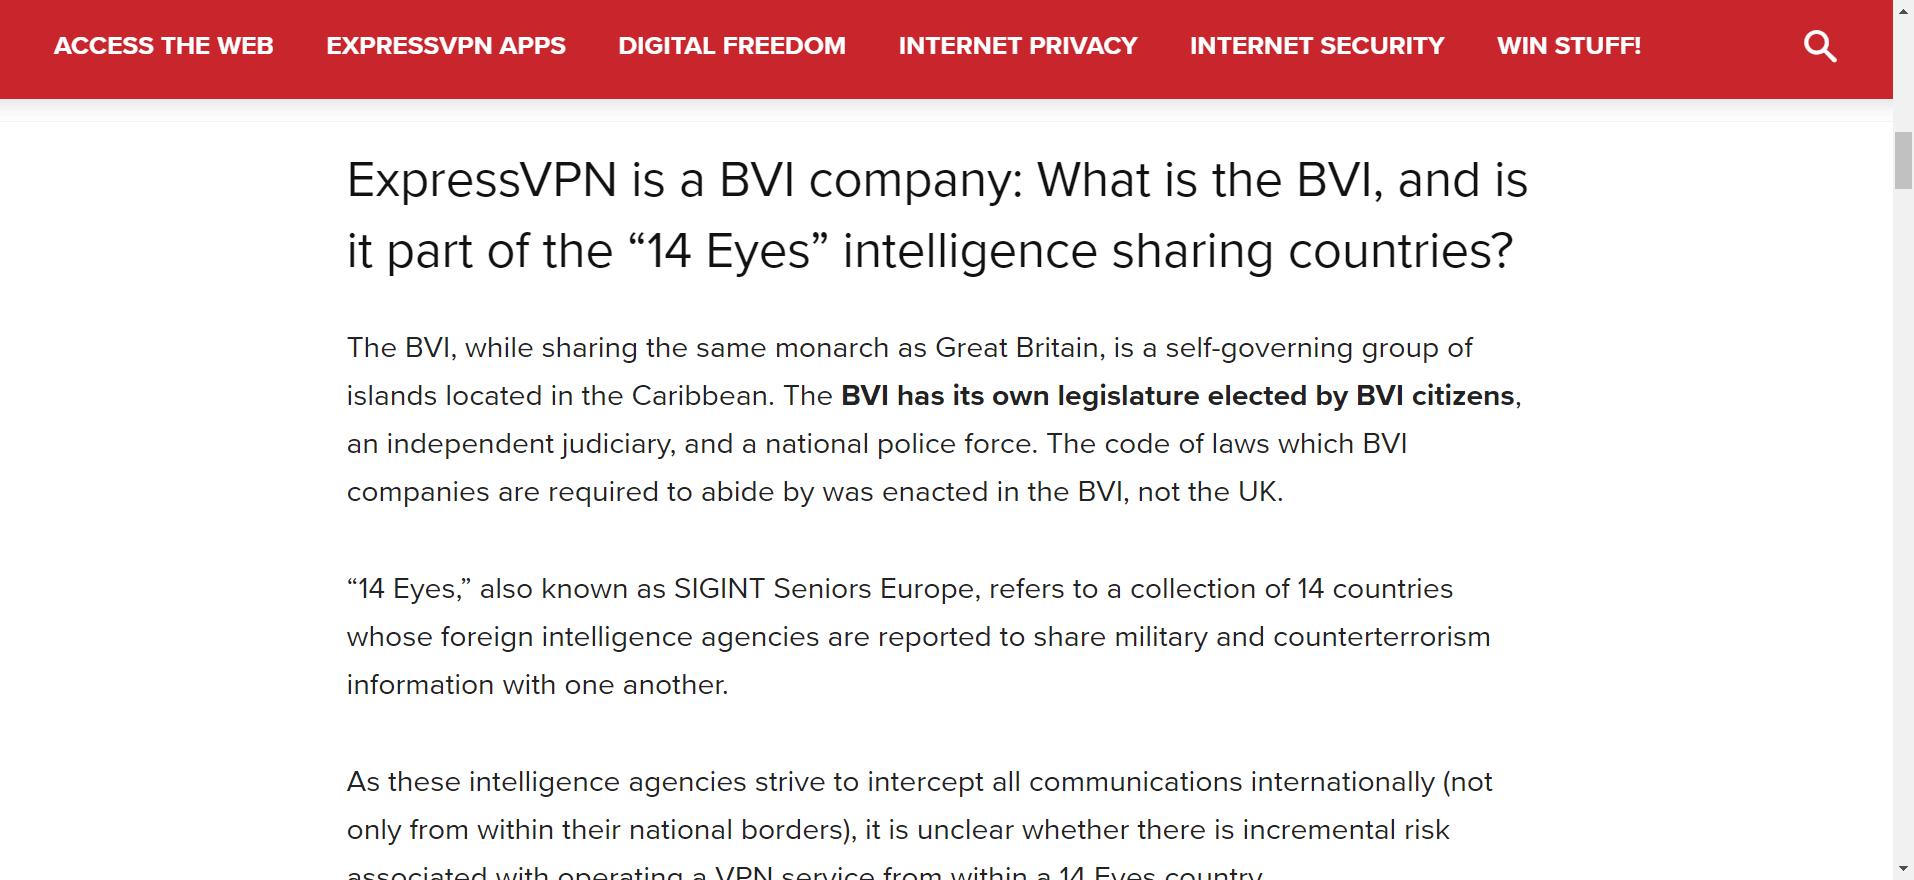 ACCESS THE WEB EXPRESSVPN APPS DIGITAL FREEDOM INTERNET PRIVACY INTERNET SECURITY WIN STUFF!
ExpressVPN is a BVI company: What is the BVI, and is
it part of the “14 Eyes” intelligence sharing countries?
The BVI, while sharing the same monarch as Great Britain, is a self-governing group of
islands located in the Caribbean. The BVI has its own legislature elected by BVI citizens,
an independent judiciary, and a national police force. The code of laws which BVI
companies are required to abide by was enacted in the BVI, not the UK.
“14 Eyes,” also known as SIGINT Seniors Europe, refers to a collection of 14 countries
whose foreign intelligence agencies are reported to share military and counterterrorism
information with one another.
As these intelligence agencies strive to intercept all communications internationally (not
only from within their national borders), it is unclear whether there is incremental risk
associated with operating a VPN service from within a 14 Eyes country.